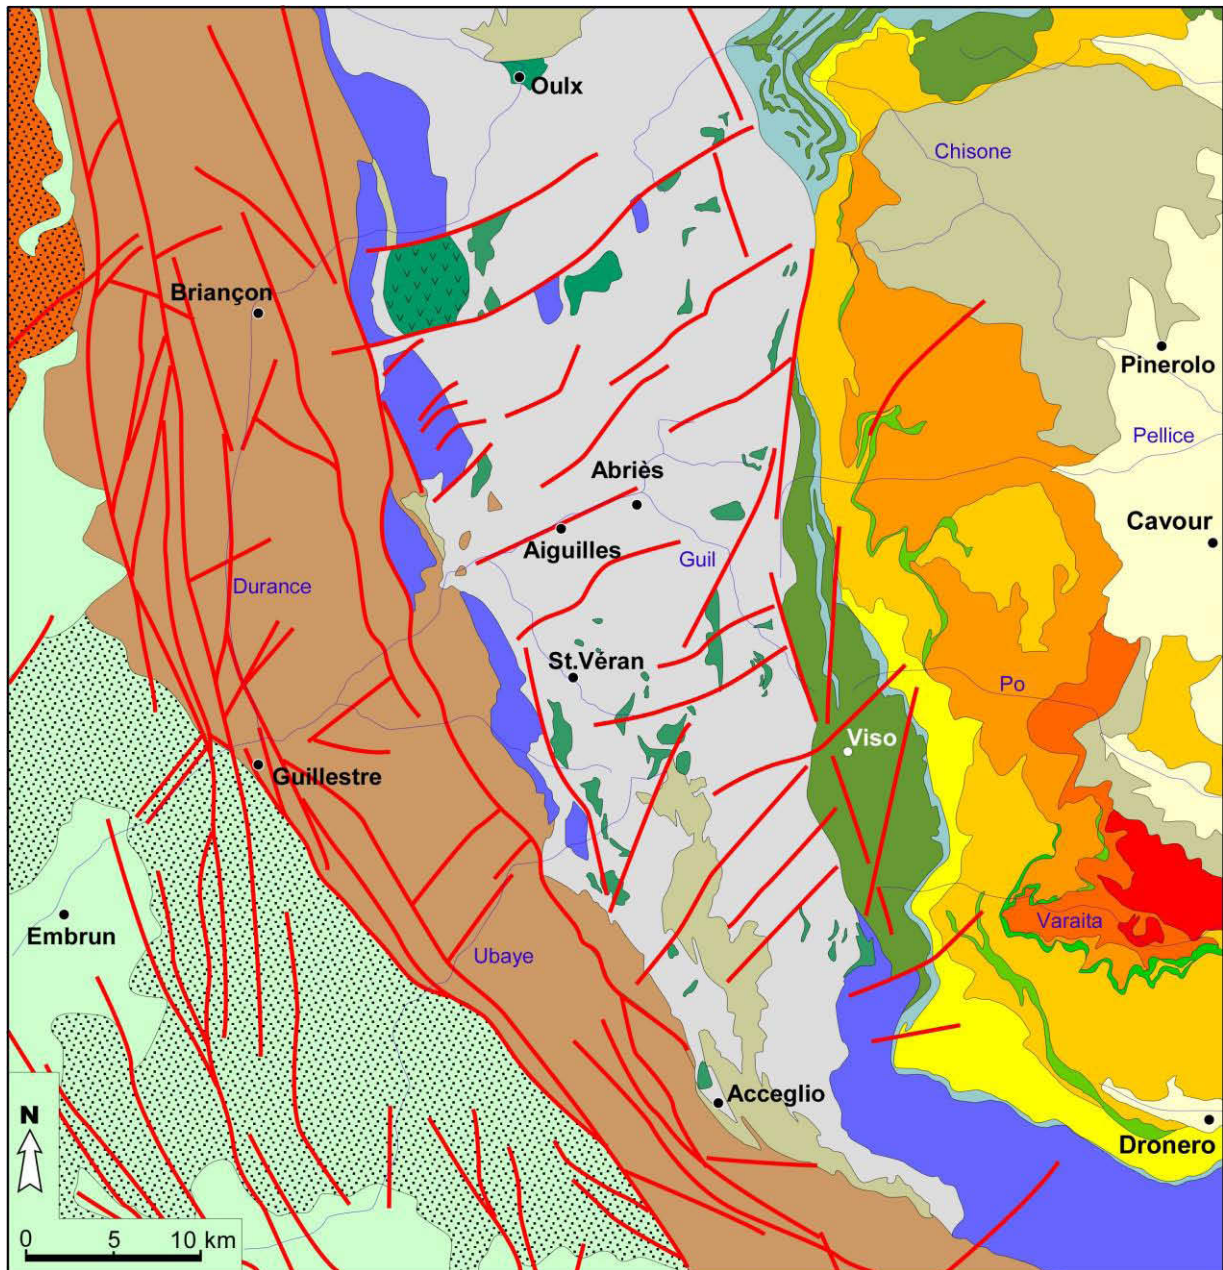 Oulx
Chisone
Briançon
Pinerolo
Pellice
Abriès
Cavour
Aiguilles
Guil
Durance
St.Véran
Po
Viso
Guillestre
Embrun
Varaita
Ubaye
Acceglio
N
Dronero
0 5 10 km